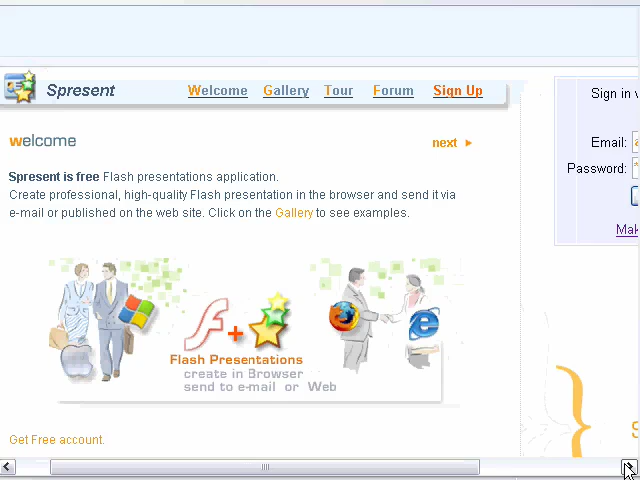 Spresent
Welcome Gallery Tour Forum Sign Up
Sign in
welcome
next
Email:
Password:
Spresent is free Flash presentations application.
Create professional, high-quality Flash presentation in the browser and send it via
e-mail or published on the web site. Click on the Gallery to see examples.
Mak
Flash Presentations
create in Browser
send to e-mail or Web
Get Free account.